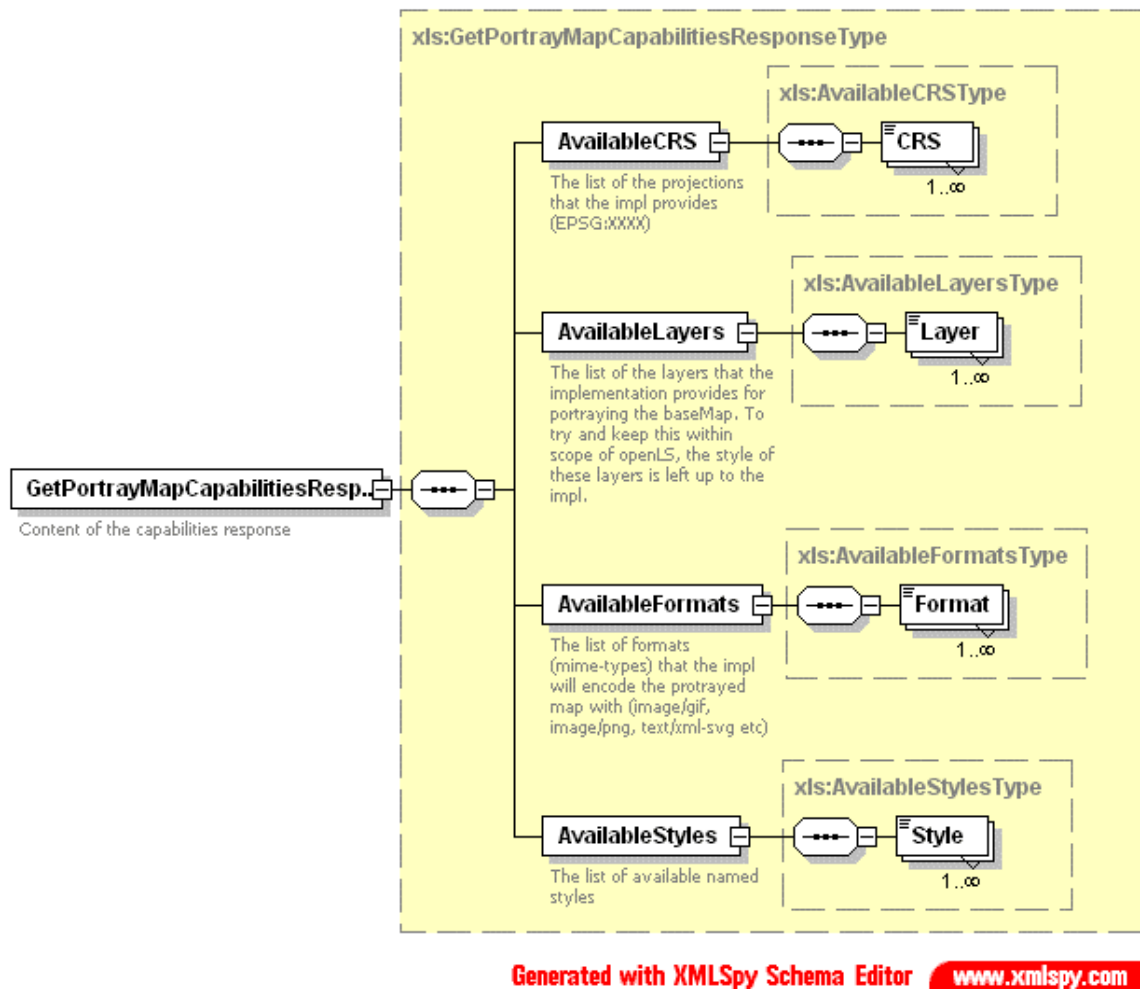 xls:GetPortrayMapCapabilitiesResponseType
xls:AvailableCRSType
AvailableCRS
CRS
1..∞
The list of the projections
that the impl provides
(EPSG:XXXX)
xls:AvailableLayersType
AvailableLayers
Layer
1..∞
The list of the layers that the
implementation provides for
portraying the baseMap. To
try and keep this within
scope of openLS, the style of
these layers is left up to the
impl.
GetPortrayMapCapabilitiesResp..
Content of the capabilities response
xls:AvailableFormatsType
AvailableFormats
Format
1..∞
The list of formats
(mime-types) that the impl
will encode the protrayed
map with (image/gif,
image/png, text/xml-svg etc)
xls:AvailableStylesType
AvailableStyles
Style
1..∞
The list of available named
styles
Generated with XMLSpy Schema Editor www.xmlspy.com